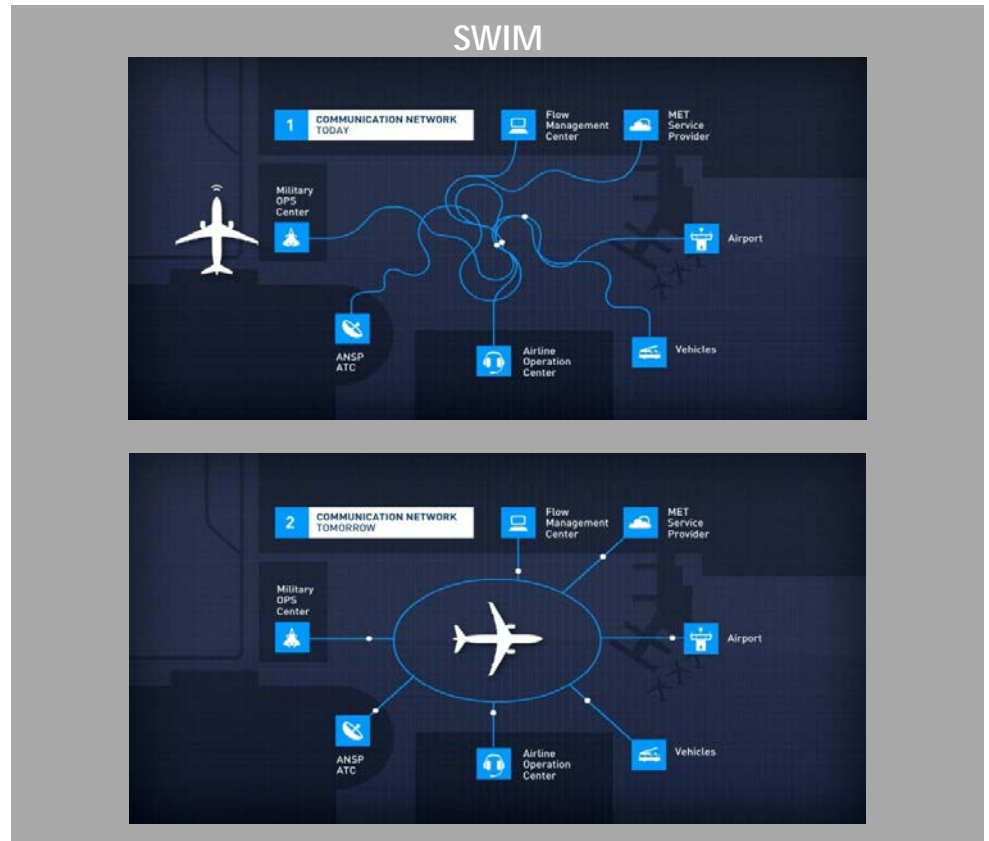 SWIM
1
COMMUNICATION NETWORK
TODAY
Flow
Management
Center
MET
Service
Provider
Military
OPS
Center
Airport
ANSP
ATC
Airline
Operation
Center
Vehicles
2
COMMUNICATION NETWORK
TOMORROW
Flow
Management
Center
MET
Service
Provider
Military
OPS
Center
Airport
ANSP
ATC
Airline
Operation
Center
Vehicles